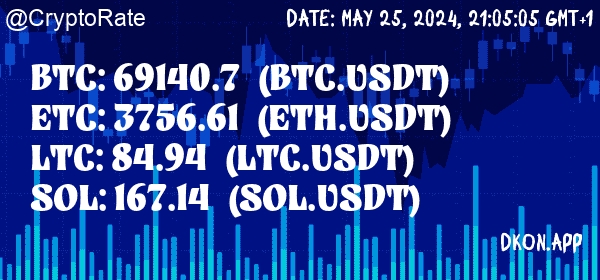 @CryptoRate
DATE: MAY 25, 2024, 21:05:05 GMT+1
BTC: 69140.7 (BTC.USDT)
ETC: 3756.61 (ETH.USDT)
LTC: 84.94 (LTC.USDT)
SOL: 167.14 (SOL.USDT)
DKON.APP